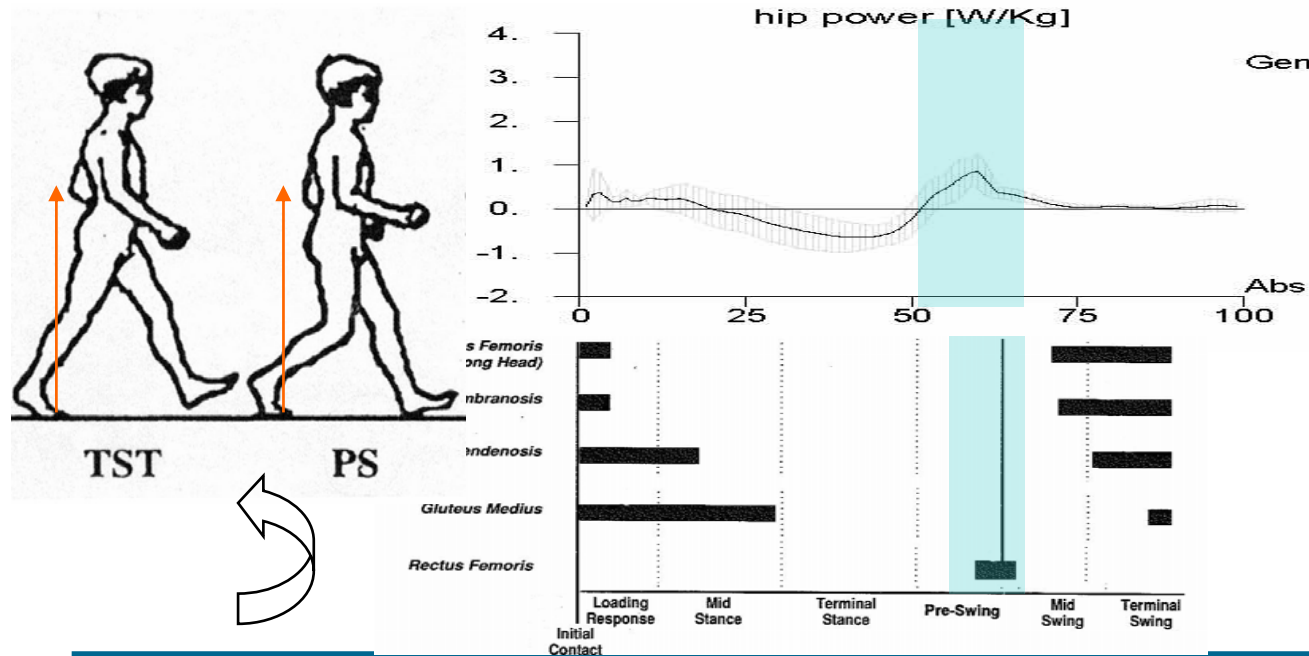 hip power [W/Kg]
4.
3.
2.
1.
0.
-1.
-2.
Gen
Abs
0 25 50 75 100
TST PS
s Femoris
ong Head)
mbranosis
endenosis
Gluteus Medius
Rectus Femoris
Loading
Response
Mid
Stance
Terminal
Stance
Pre-Swing
Mid
Swing
Terminal
Swing
Initial
Contact